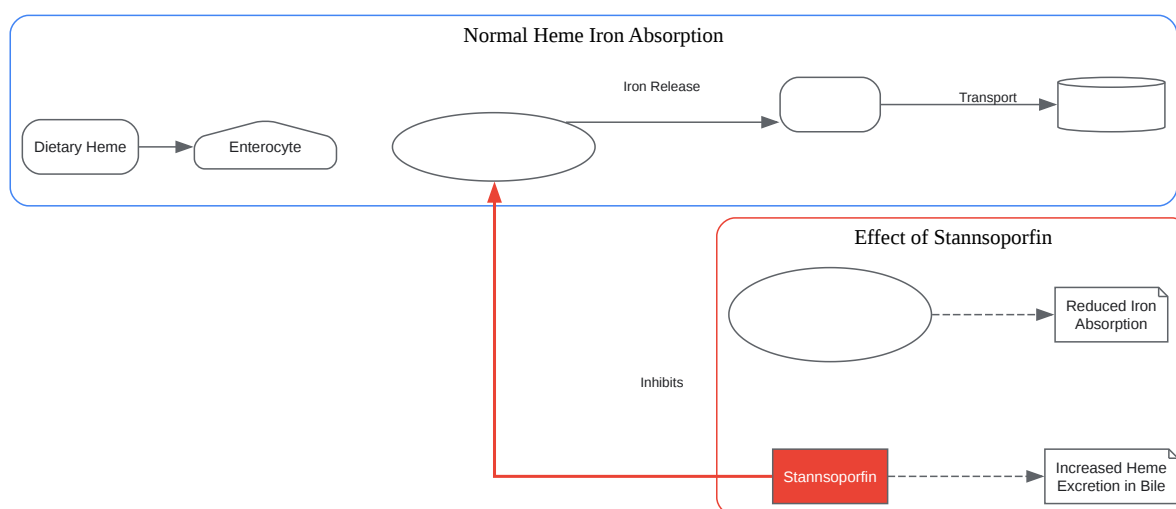 Normal Heme Iron Absorption
Iron Release
Transport
Dietary Heme
Enterocyte
Effect of Stannsoporfin
Reduced Iron
Absorption
Inhibits
Stannsoporfin
Increased Heme
Excretion in Bile